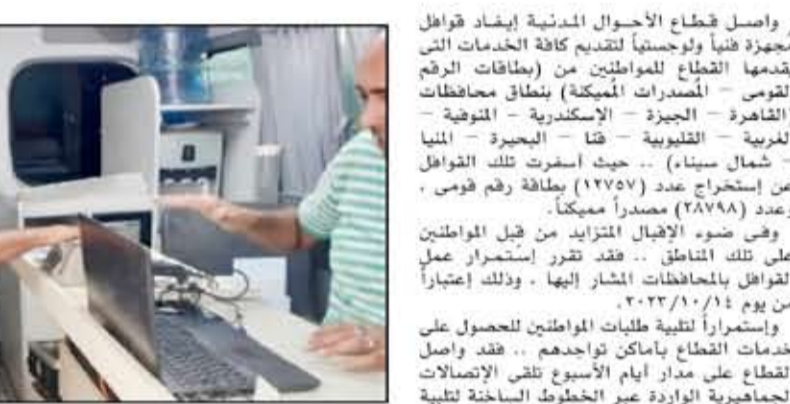 واصل قطاع الأحوال المدنية إيفاد قوافل
مجهزة فنياً ولوجستياً لتقديم كافة الخدمات التى
يقدمها القطاع للمواطنين من (بطاقات الرقم
القومى – المُصدرات المُميكنة) بنطاق محافظات
(القاهرة – الجيزة – الإسكندرية – المنوفية –
الغربية – القليوبية – قنا – البحيرة – المنيا
– شمال سيناء) .. حيث أسفرت تلك القوافل
عن إستخراج عدد (١٢٧٥٧) بطاقة رقم قومى ،
وعدد (٢٨٧٩٨) مصدراً مميكناً.
وفى ضوء الإقبال المتزايد من قبل المواطنين
على تلك المناطق .. فقد تقرر إستمرار عمل
القوافل بالمحافظات المشار إليها ، وذلك إعتباراً
من يوم ٢٠٢٣/١٠/١٤.
وإستمراراً لتلبية طلبات المواطنين للحصول على
خدمات القطاع بأماكن تواجدهم .. فقد واصل
القطاع على مدار أيام الأسبوع تلقى الإتصالات
الجماهيرية الواردة عبر الخطوط الساخنة لتلبية